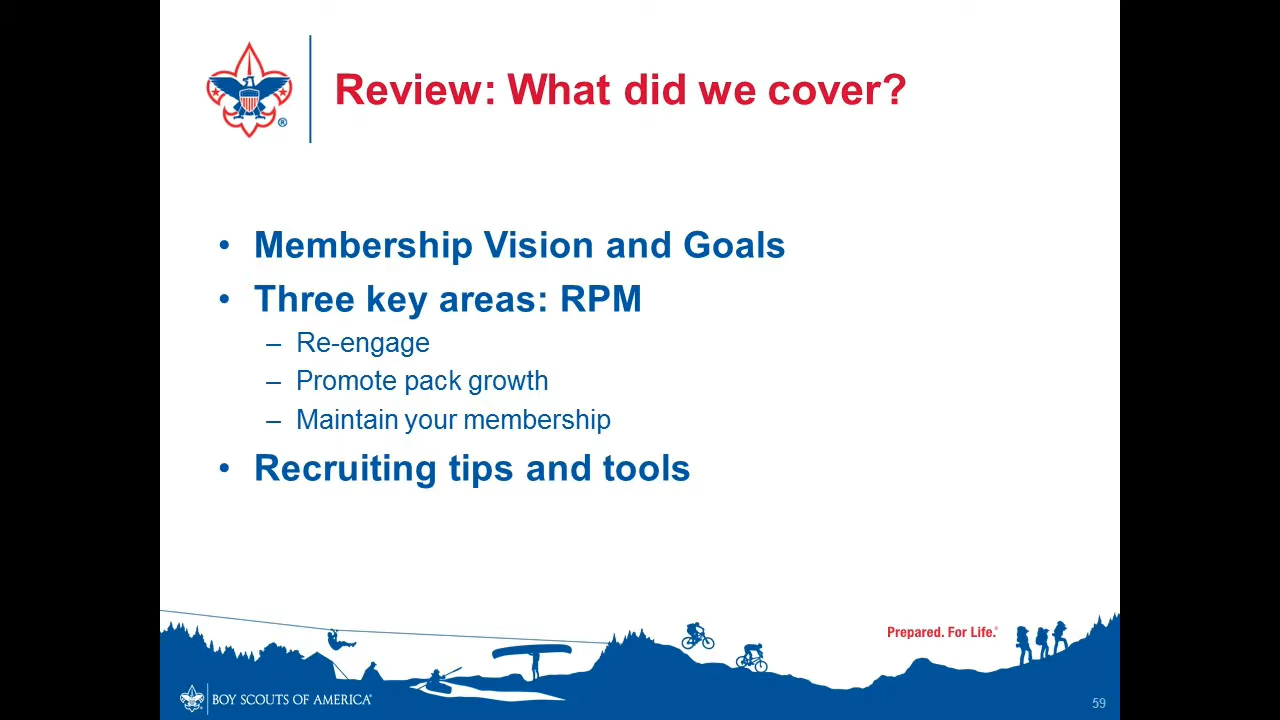 Review: What did we cover?
• Membership Vision and Goals
• Three key areas: RPM
– Re-engage
– Promote pack growth
– Maintain your membership
• Recruiting tips and tools
Prepared. For Life.®
BOY SCOUTS OF AMERICA®
59